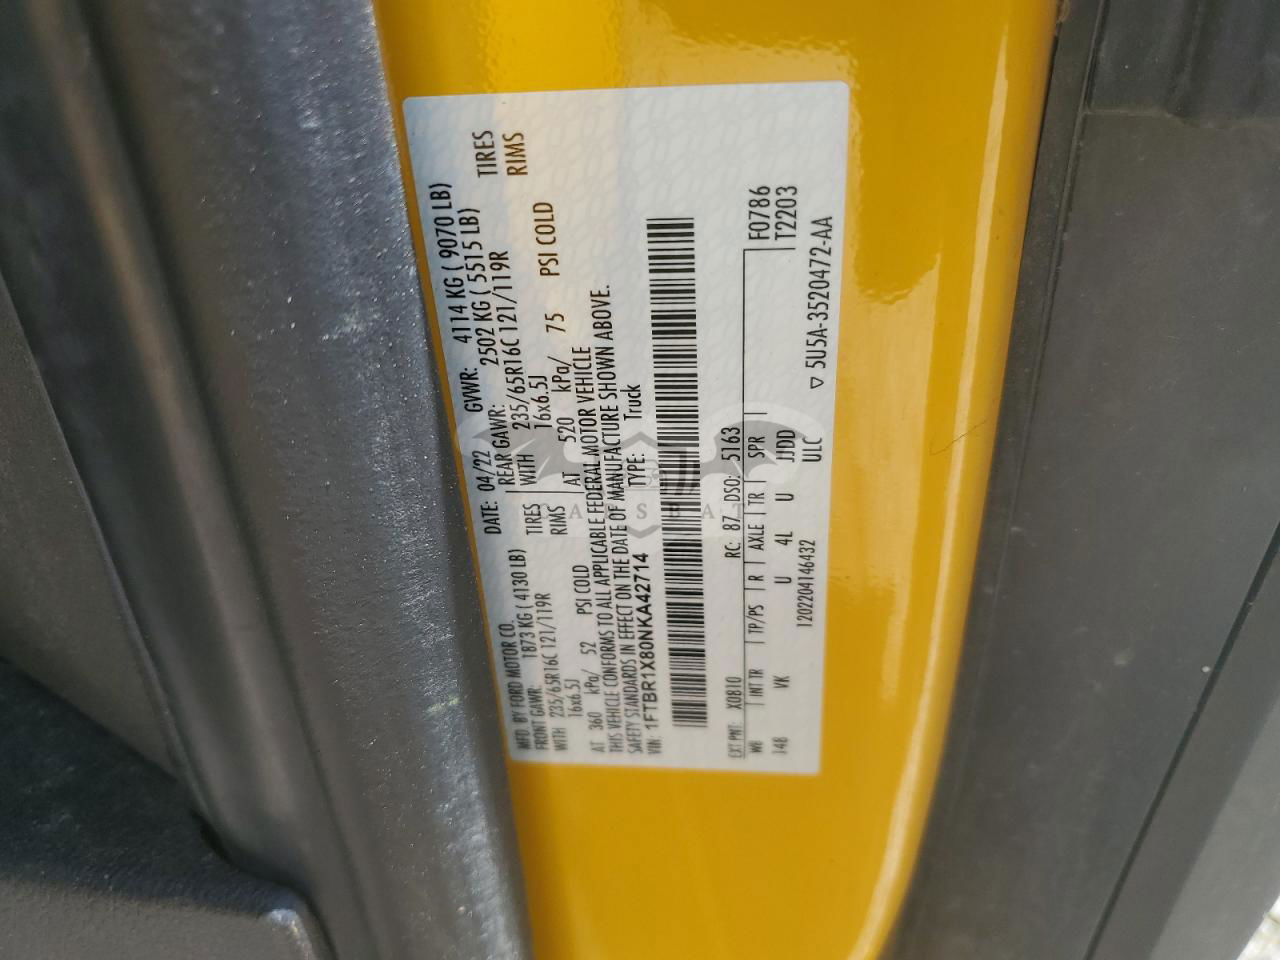 MFD. BY FORD MOTOR CO.
DATE: 04/22 GVWR: 4114 KG ( 9070 LB)
FRONT GAWR: 1873 KG ( 4130 LB)
REAR GAWR: 2502 KG ( 5515 LB)
WITH 235/65R16C 121/119R TIRES
WITH 235/65R16C 121/119R TIRES
16x6.5J RIMS
16x6.5J RIMS
AT 360 kPa/ 52 PSI COLD
AT 520 kPa/ 75 PSI COLD
THIS VEHICLE CONFORMS TO ALL APPLICABLE FEDERAL MOTOR VEHICLE
SAFETY STANDARDS IN EFFECT ON THE DATE OF MANUFACTURE SHOWN ABOVE.
VIN: 1FTBR1X80NKA42714 TYPE: Truck
EXT PNT: X0810 RC: 87 DSO: 5163 F0786
WB INT TR TP/PS R AXLE TR SPR T2203
148 VK U 4L U JJDD
1202204146432 ULC
▽ 5U5A-3520472-AA